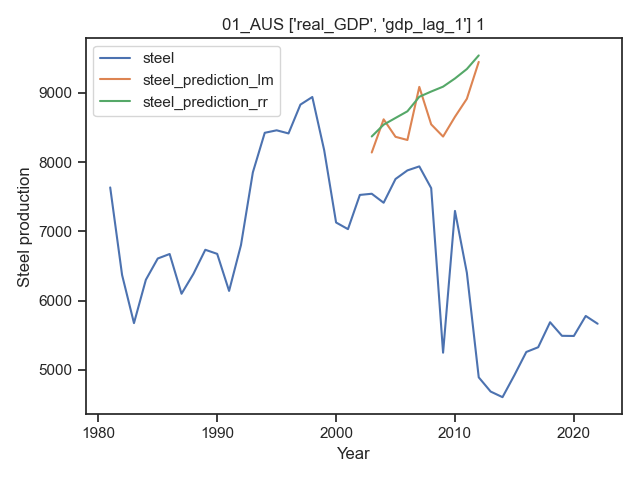 01_AUS ['real_GDP', 'gdp_lag_1'] 1
steel
steel_prediction_lm
steel_prediction_rr
9000
8000
7000
6000
5000
Steel production
1980
1990
2000
2010
2020
Year